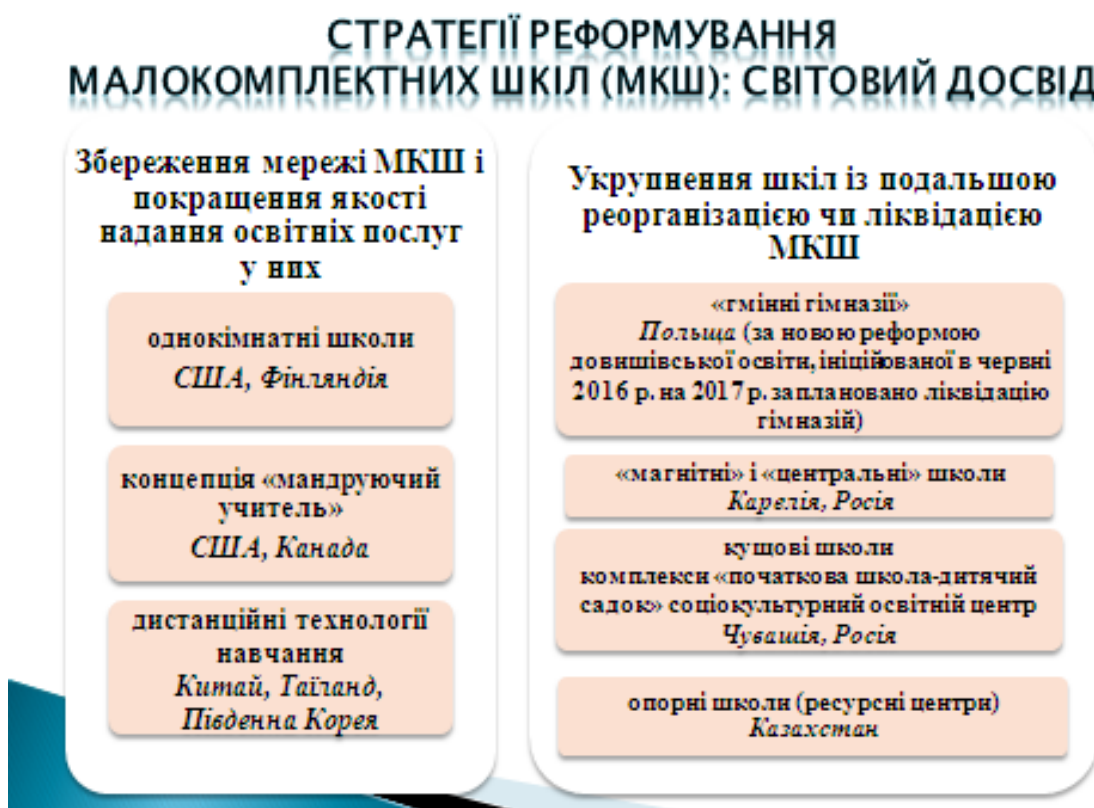 СТРАТЕГІЇ РЕФОРМУВАННЯ
МАЛОКОМПЛЕКТНИХ ШКІЛ (МКШ): СВІТОВИЙ ДОСВІД
Збереження мережі МКШ і
покращення якості
надання освітніх послуг
у них
однокімнатні школи
США, Фінляндія
концепція «мандруючий
учитель»
США, Канада
дистанційні технології
навчання
Китай, Таїланд,
Південна Корея
Укрупнення шкіл із подальшою
реорганізацією чи ліквідацією
МКШ
«гмінні гімназії»
Польща (за новою реформою
довишівської освіти, ініційованої в червні
2016 р. на 2017 р. заплановано ліквідацію
гімназій)
«магнітні» і «центральні» школи
Карелія, Росія
кущові школи
комплекси «початкова школа-дитячий
садок» соціокультурний освітній центр
Чувашія, Росія
опорні школи (ресурсні центри)
Казахстан